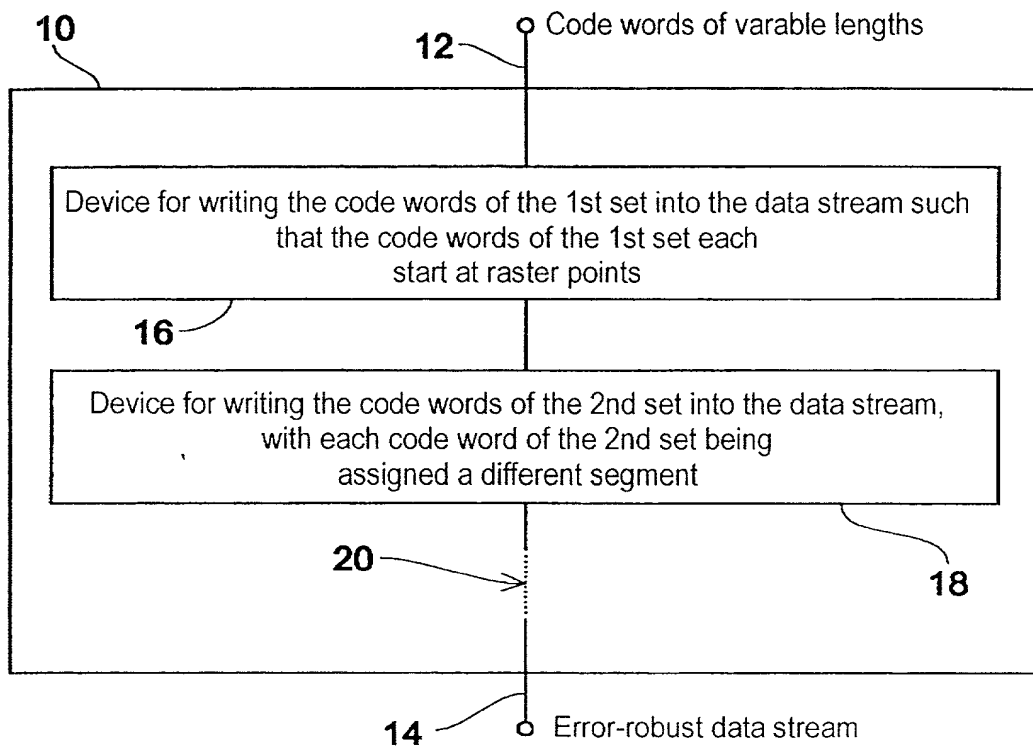 10
12
Code words of varable lengths
Device for writing the code words of the 1st set into the data stream such
that the code words of the 1st set each
start at raster points
16
Device for writing the code words of the 2nd set into the data stream,
with each code word of the 2nd set being
assigned a different segment
20
18
14
Error-robust data stream